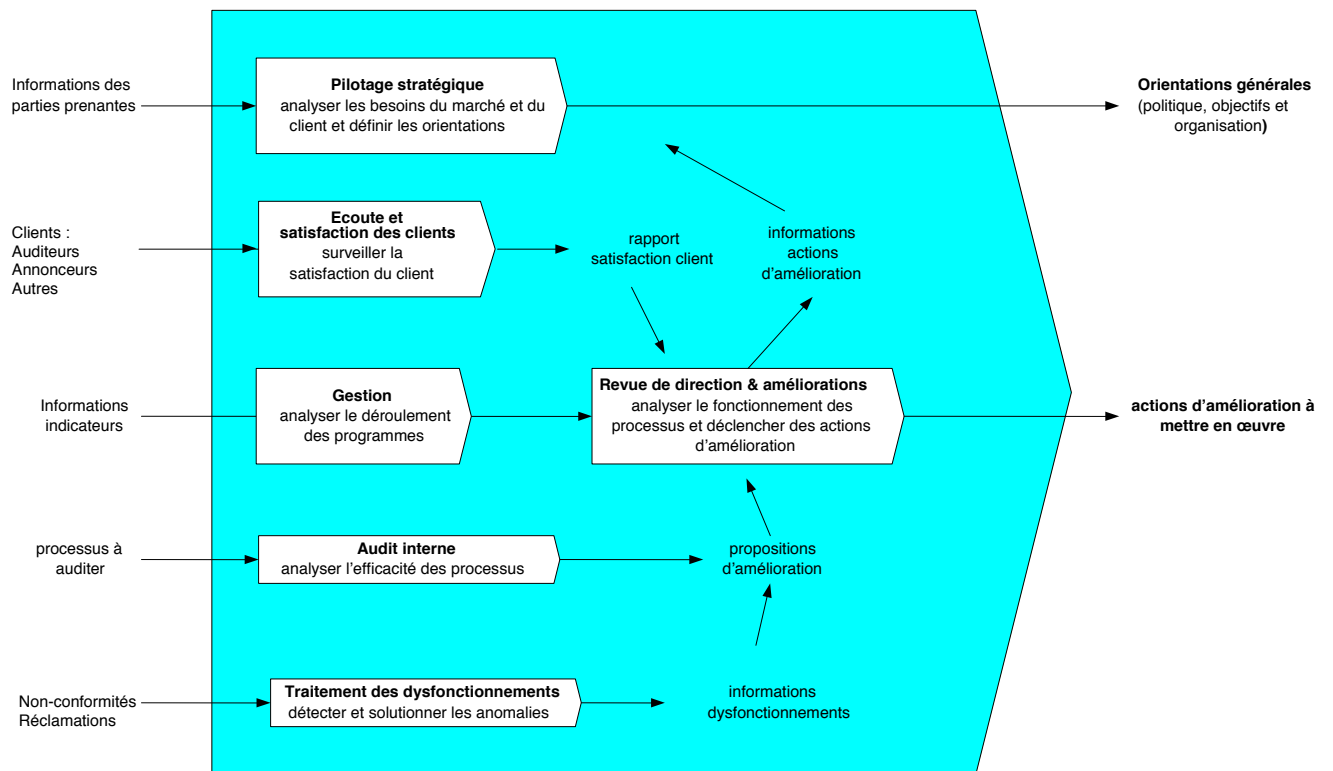 Informations des
parties prenantes
Pilotage stratégique
analyser les besoins du marché et du
client et définir les orientations
Orientations générales
(politique, objectifs et
organisation)
Clients :
Auditeurs
Annonceurs
Autres
Ecoute et
satisfaction des clients
surveiller la
satisfaction du client
rapport
satisfaction client
informations
actions
d'amélioration
Informations
indicateurs
Gestion
analyser le déroulement
des programmes
Revue de direction & améliorations
analyser le fonctionnement des
processus et déclencher des actions
d'amélioration
actions d'amélioration à
mettre en œuvre
processus à
auditer
Audit interne
analyser l'efficacité des processus
propositions
d'amélioration
Non-conformités
Réclamations
Traitement des dysfonctionnements
détecter et solutionner les anomalies
informations
dysfonctionnements